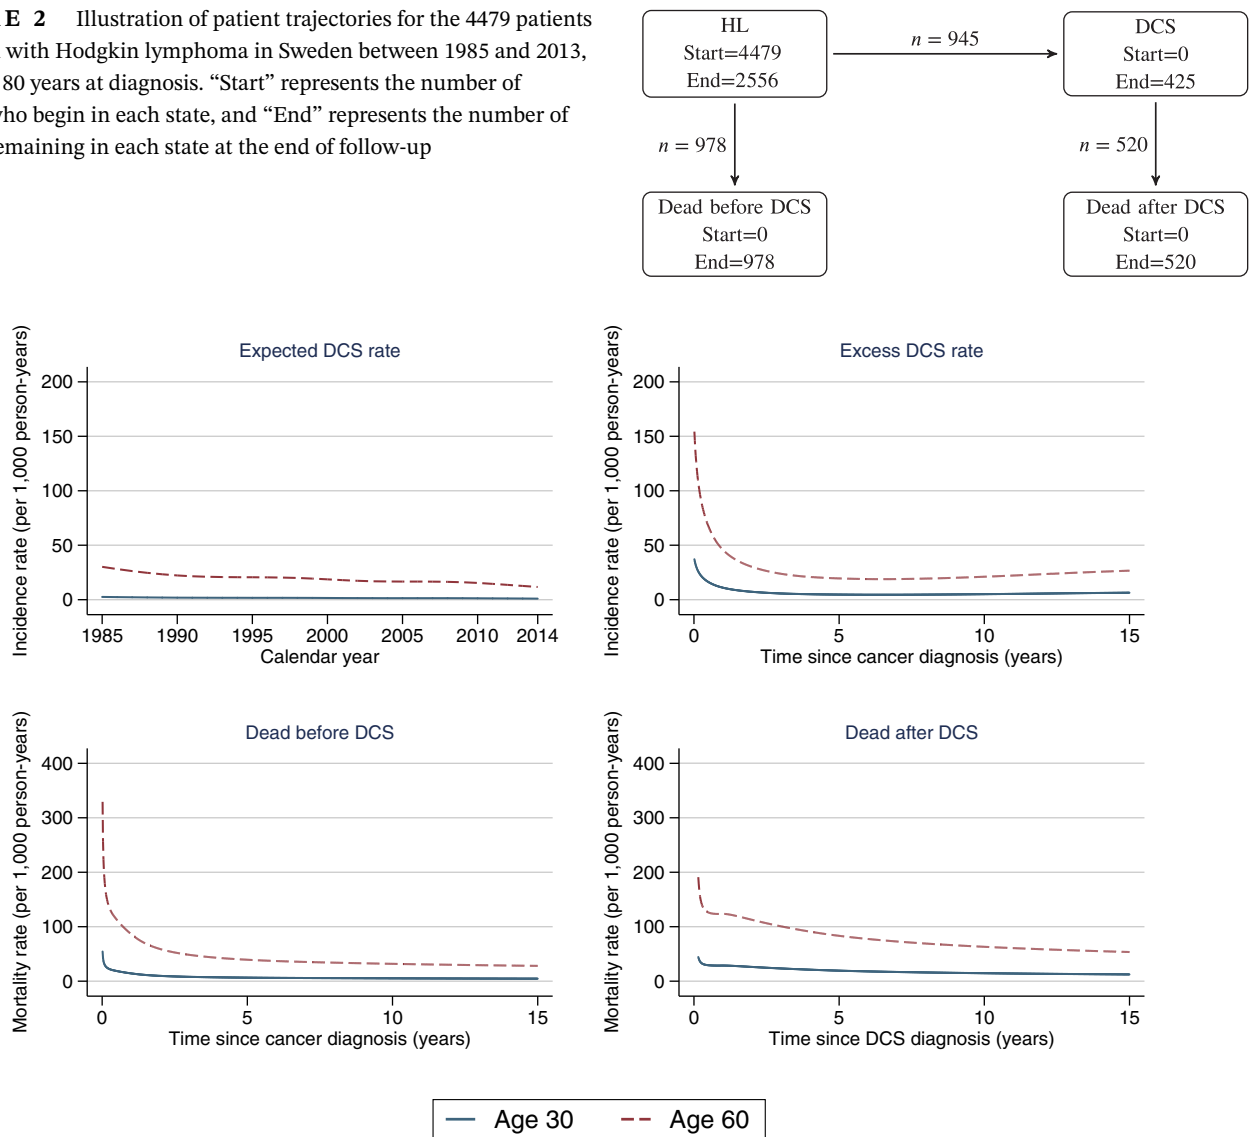 E 2 Illustration of patient trajectories for the 4479 patients
with Hodgkin lymphoma in Sweden between 1985 and 2013,
80 years at diagnosis. “Start” represents the number of
who begin in each state, and “End” represents the number of
emaining in each state at the end of follow-up
HL
Start=4479
End=2556
n = 945
DCS
Start=0
End=425
n = 978
n = 520
Dead before DCS
Start=0
End=978
Dead after DCS
Start=0
End=520
Expected DCS rate
Incidence rate (per 1,000 person-years)
200
150
100
50
0
1985 1990 1995 2000 2005 2010 2014
Calendar year
Excess DCS rate
Incidence rate (per 1,000 person-years)
200
150
100
50
0
0 5 10 15
Time since cancer diagnosis (years)
Dead before DCS
Mortality rate (per 1,000 person-years)
400
300
200
100
0
0 5 10 15
Time since cancer diagnosis (years)
Dead after DCS
Mortality rate (per 1,000 person-years)
400
300
200
100
0
0 5 10 15
Time since DCS diagnosis (years)
Age 30 Age 60